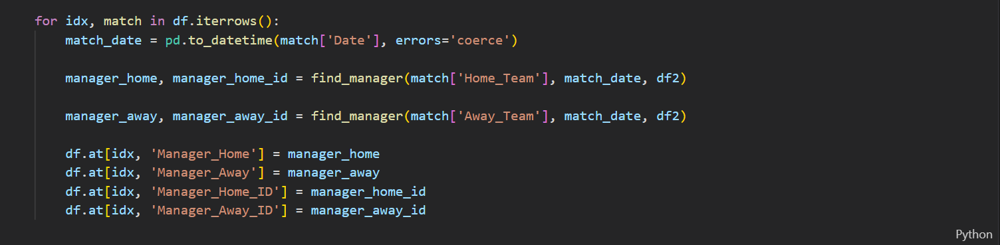 for idx, match in df.iterrows():
    match_date = pd.to_datetime(match['Date'], errors='coerce')
    manager_home, manager_home_id = find_manager(match['Home_Team'], match_date, df2)
    manager_away, manager_away_id = find_manager(match['Away_Team'], match_date, df2)
    df.at[idx, 'Manager_Home'] = manager_home
    df.at[idx, 'Manager_Away'] = manager_away
    df.at[idx, 'Manager_Home_ID'] = manager_home_id
    df.at[idx, 'Manager_Away_ID'] = manager_away_id
Python